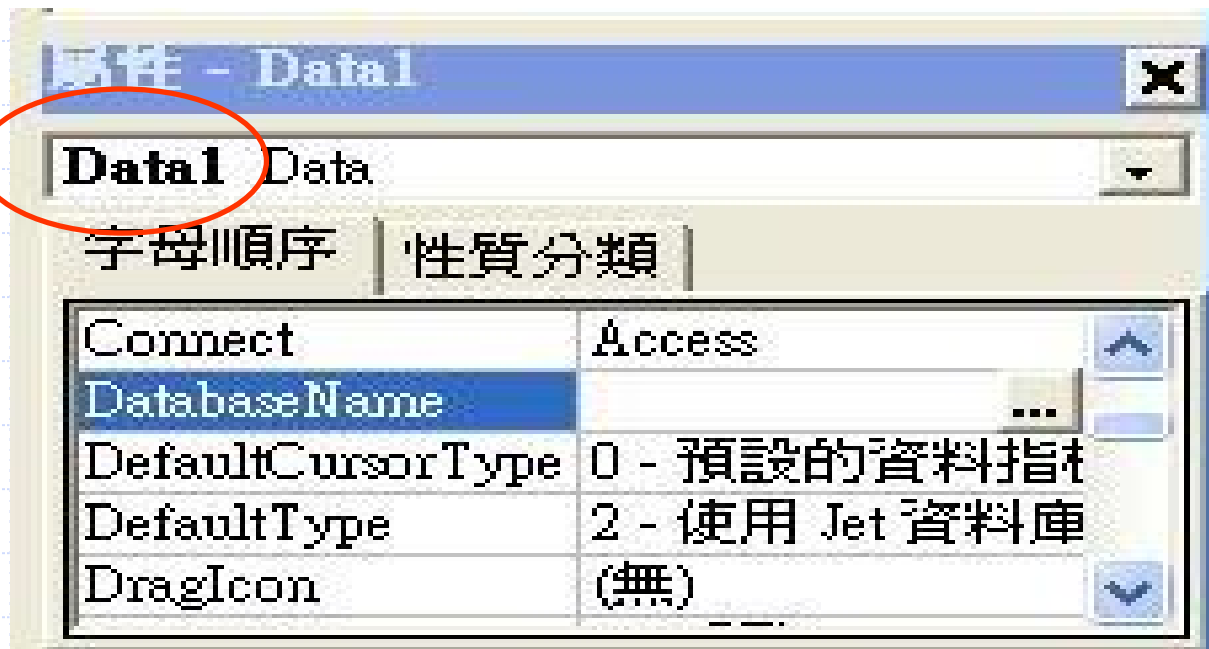 屬性 - Data1
Data1 Data
字母順序 性質分類
Connect Access
DatabaseName ...
DefaultCursorType 0 - 預設的資料指
DefaultType 2 - 使用 Jet 資料庫
DragIcon (無)